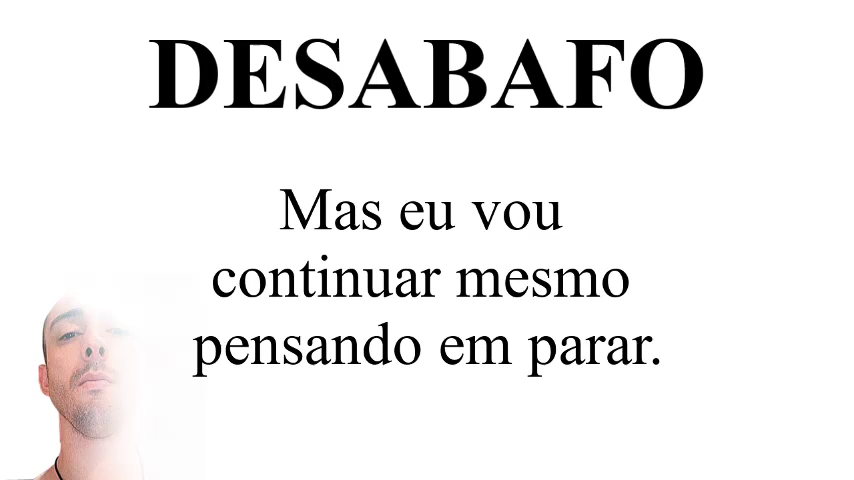 DESABAFO
Mas eu vou
continuar mesmo
pensando em parar.